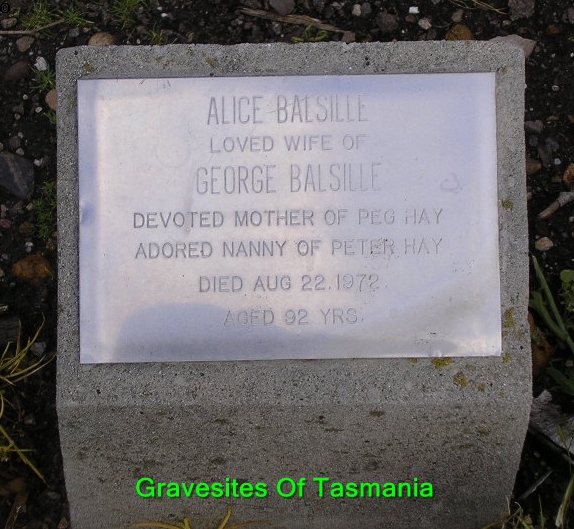 ALICE BALSILLE
LOVED WIFE OF
GEORGE BALSILLE
DEVOTED MOTHER OF PEG HAY
ADORED NANNY OF PETER HAY
DIED AUG 22. 1972.
AGED 92 YRS.
Gravesites Of Tasmania